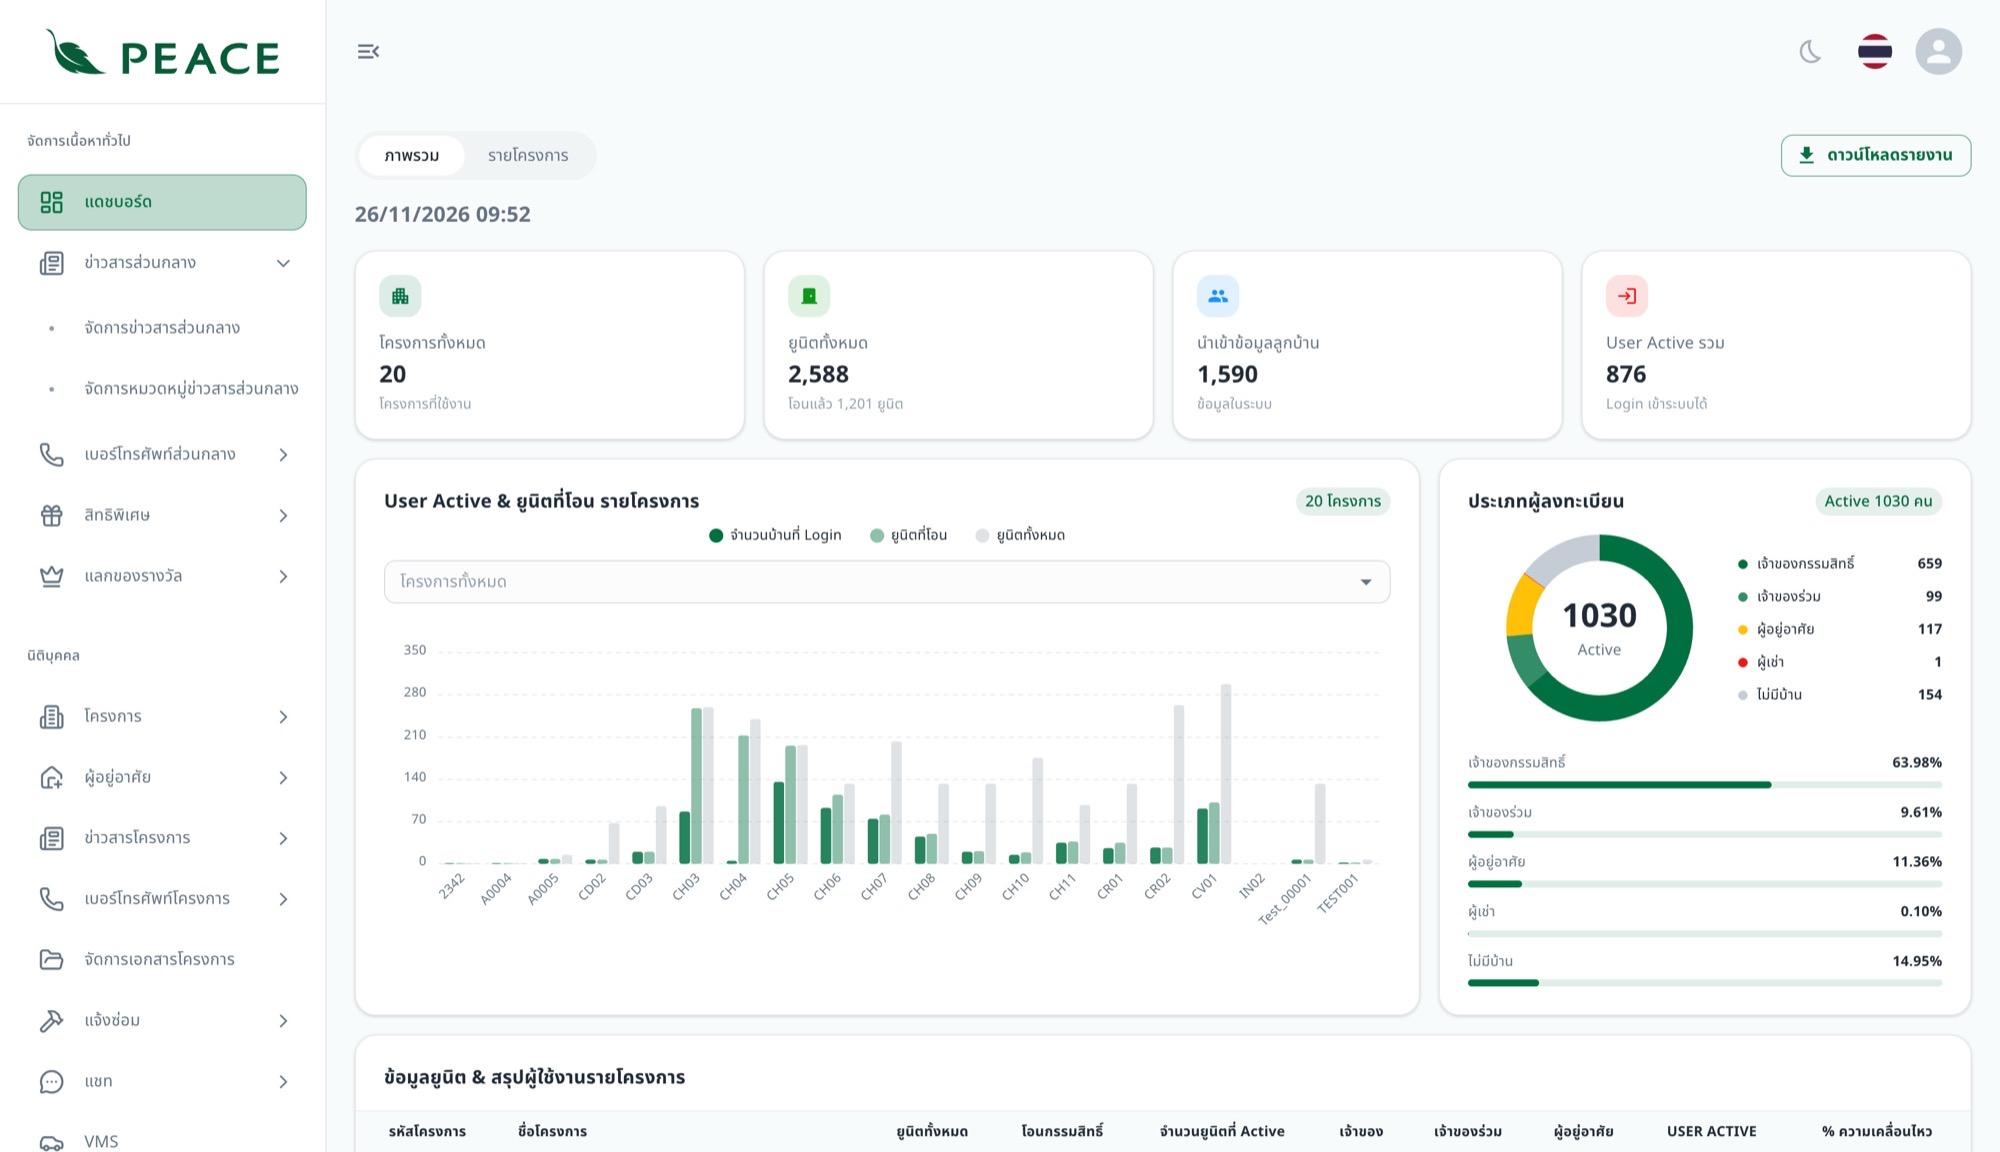 PEACE
จัดการเนื้อหาทั่วไป
แดชบอร์ด
ข่าวสารส่วนกลาง
จัดการข่าวสารส่วนกลาง
จัดการหมวดหมู่ข่าวสารส่วนกลาง
เบอร์โทรศัพท์ส่วนกลาง
สิทธิพิเศษ
แลกของรางวัล
นิติบุคคล
โครงการ
ผู้อยู่อาศัย
ข่าวสารโครงการ
เบอร์โทรศัพท์โครงการ
จัดการเอกสารโครงการ
แจ้งซ่อม
แชท
VMS
ภาพรวม รายโครงการ
ดาวน์โหลดรายงาน
26/11/2026 09:52
โครงการทั้งหมด
20
โครงการที่ใช้งาน
ยูนิตทั้งหมด
2,588
โอนแล้ว 1,201 ยูนิต
นำเข้าข้อมูลลูกบ้าน
1,590
ข้อมูลในระบบ
User Active รวม
876
Login เข้าระบบได้
User Active & ยูนิตที่โอน รายโครงการ
20 โครงการ
จำนวนบ้านที่ Login ยูนิตที่โอน ยูนิตทั้งหมด
โครงการทั้งหมด
350
280
210
140
70
0
2342 A0004 A0005 CD02 CD03 CH03 CH04 CH05 CH06 CH07 CH08 CH09 CH10 CH11 CR01 CR02 CV01 IN02 Test_00001 TEST001
ประเภทผู้ลงทะเบียน
Active 1030 คน
1030
Active
เจ้าของกรรมสิทธิ์ 659
เจ้าของร่วม 99
ผู้อยู่อาศัย 117
ผู้เช่า 1
ไม่มีบ้าน 154
เจ้าของกรรมสิทธิ์ 63.98%
เจ้าของร่วม 9.61%
ผู้อยู่อาศัย 11.36%
ผู้เช่า 0.10%
ไม่มีบ้าน 14.95%
ข้อมูลยูนิต & สรุปผู้ใช้งานรายโครงการ
รหัสโครงการ ชื่อโครงการ ยูนิตทั้งหมด โอนกรรมสิทธิ์ จำนวนยูนิตที่ Active เจ้าของ เจ้าของร่วม ผู้อยู่อาศัย USER ACTIVE % ความเคลื่อนไหว